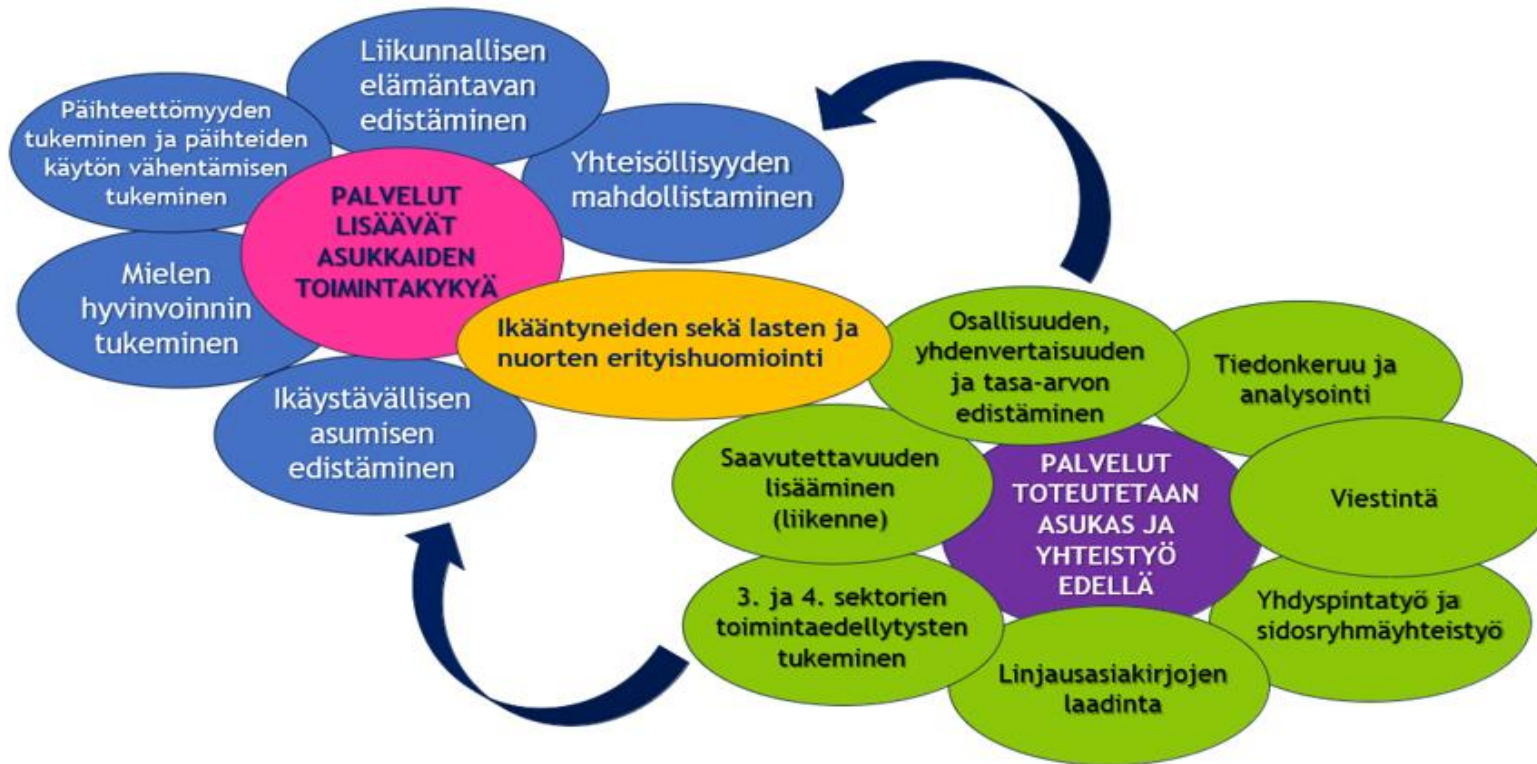 Liikunnallisen
elämäntavan
edistäminen
Päihteettömyyden
tukeminen ja päihteiden
käytön vähentämisen
tukeminen
Yhteisöllisyyden
mahdollistaminen
PALVELUT
LISÄÄVÄT
ASUKKAIDEN
TOIMINTAKYKYÄ
Mielen
hyvinvoinnin
tukeminen
Ikäystävällisen
asumisen
edistäminen
Ikääntyneiden sekä lasten ja
nuorten erityishuomiointi
Osallisuuden,
yhdenvertaisuuden
ja tasa-arvon
edistäminen
Tiedonkeruu ja
analysointi
Saavutettavuuden
lisääminen
(liikenne)
PALVELUT
TOTEUTETAAN
ASUKAS JA
YHTEISTYÖ
EDELLÄ
Viestintä
3. ja 4. sektorien
toimintaedellytysten
tukeminen
Yhdyspintatyö ja
sidosryhmäyhteistyö
Linjausasiakirjojen
laadinta